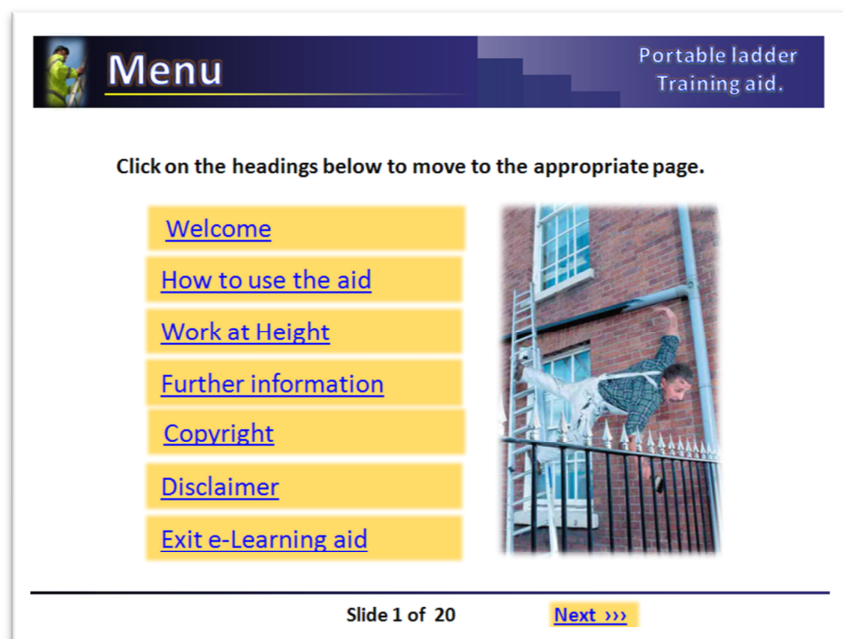 Menu
Portable ladder
Training aid.
Click on the headings below to move to the appropriate page.
Welcome
How to use the aid
Work at Height
Further information
Copyright
Disclaimer
Exit e-Learning aid
Slide 1 of 20
Next >>>